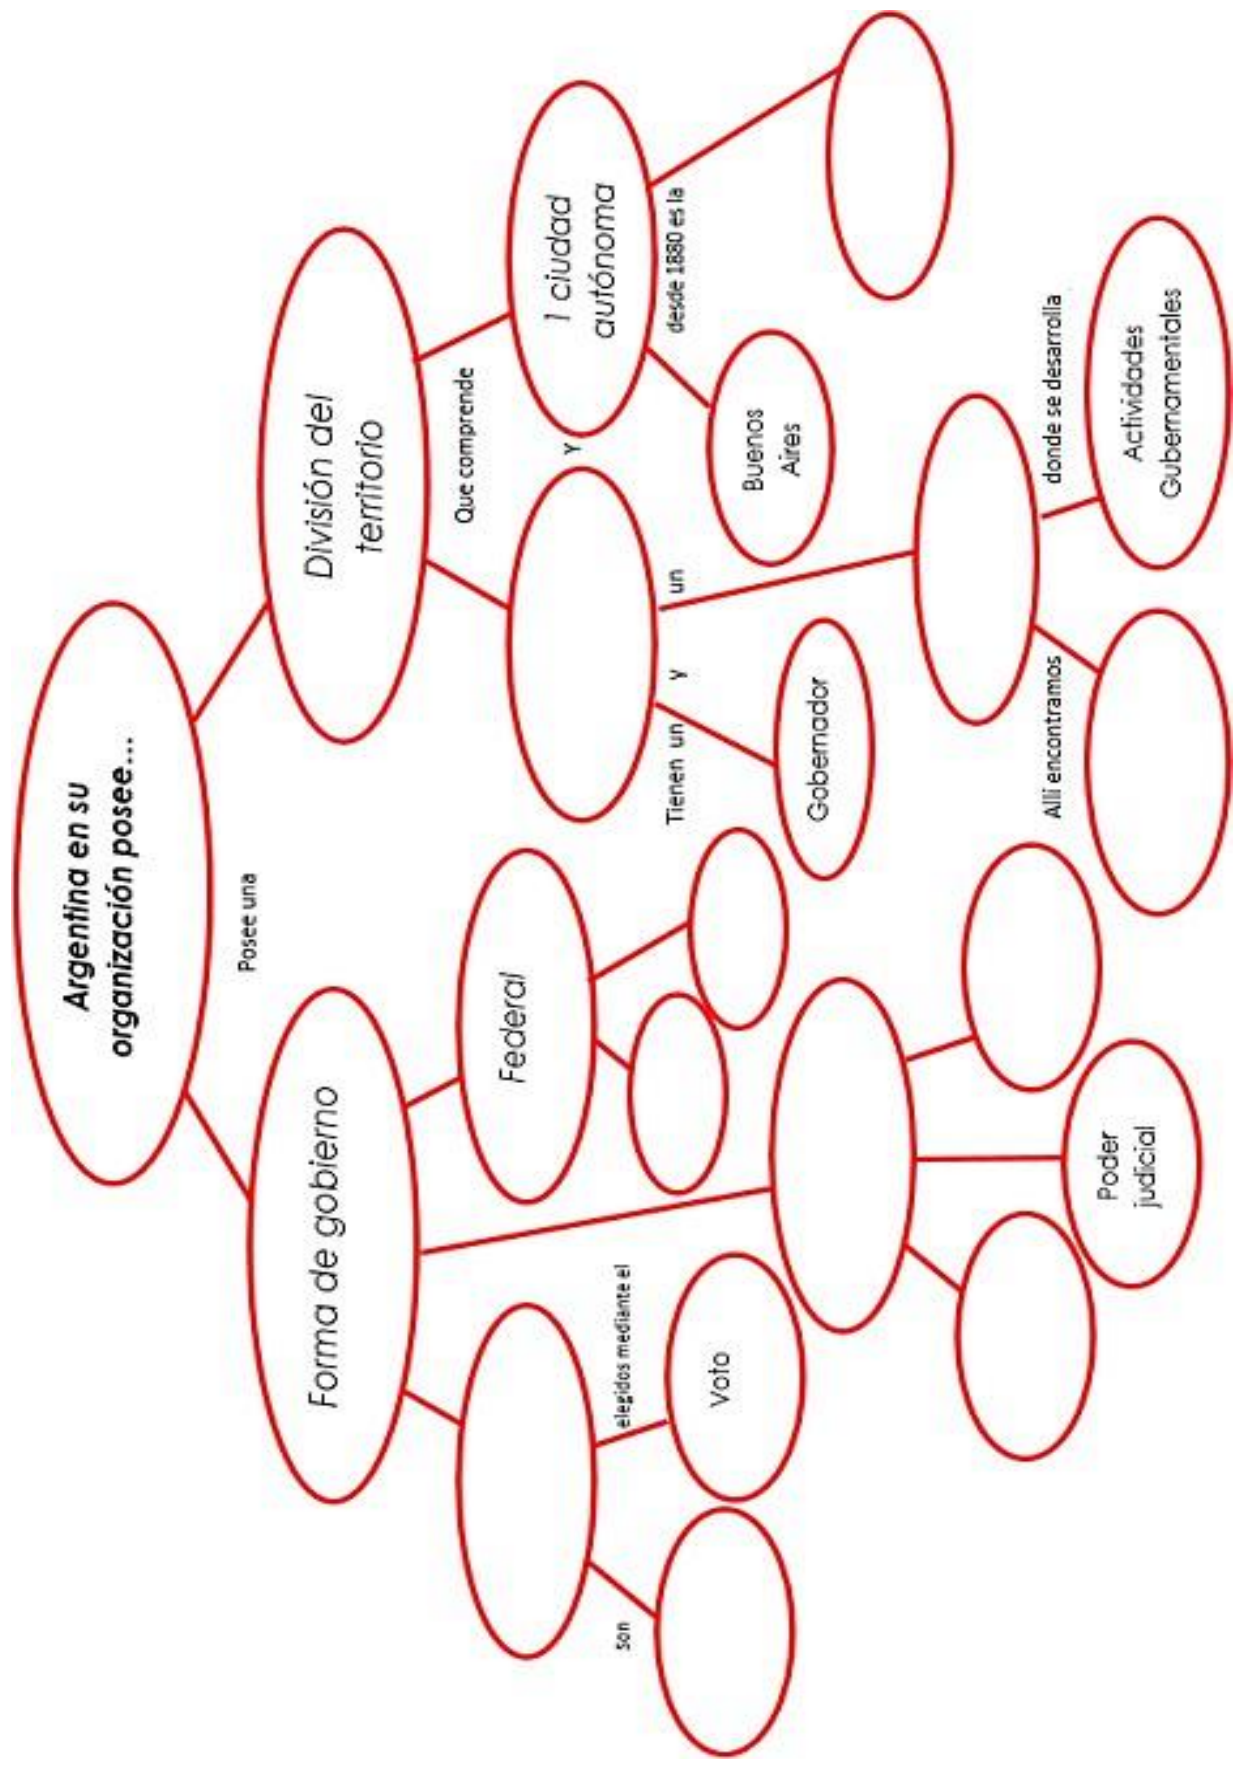 Argentina en su
organización posee...
Posee una
Forma de gobierno
División del
territorio
Que comprende
Federal
y
1 ciudad
autónoma
son
elegidos mediante el
Voto
Tienen un
y
un
desde 1880 es la
Gobernador
Buenos
Aires
Poder
judicial
Allí encontramos
donde se desarrolla
Actividades
Gubernamentales